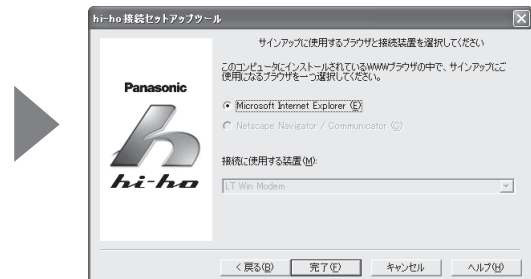 hi-ho接続セットアップツール
サインアップに使用するブラウザと接続装置を選択してください
このコンピュータにインストールされているWWWブラウザの中で、サインアップにご
使用になるブラウザを一つ選択してください。
Panasonic
hi-ho
Microsoft Internet Explorer (E)
Netscape Navigator / Communicator (C)
接続に使用する装置(M):
LT Win Modem
< 戻る(B)
完了(F)
キャンセル
ヘルプ(H)